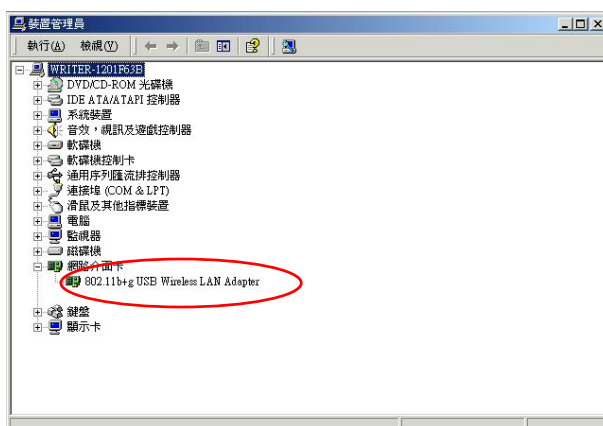 裝置管理員
執行(A) 檢視(V)
WRITER-1201F63B
DVD/CD-ROM 光碟機
IDE ATA/ATAPI 控制器
系統裝置
音效，視訊及遊戲控制器
軟碟機
軟碟機控制卡
通用序列匯流排控制器
連接埠 (COM & LPT)
滑鼠及其他指標裝置
電腦
監視器
磁碟機
網路介面卡
802.11b+g USB Wireless LAN Adapter
鍵盤
顯示卡